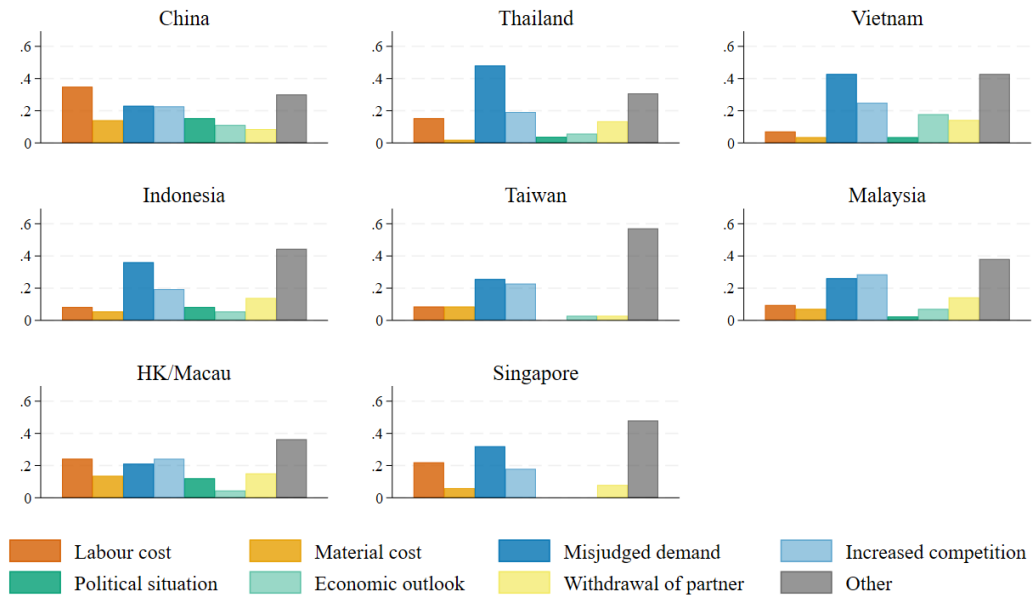 China
Thailand
Vietnam
.6
.4
.2
0
.6
.4
.2
0
.6
.4
.2
0
Indonesia
Taiwan
Malaysia
.6
.4
.2
0
.6
.4
.2
0
.6
.4
.2
0
HK/Macau
Singapore
.6
.4
.2
0
.6
.4
.2
0
Labour cost
Material cost
Misjudged demand
Increased competition
Political situation
Economic outlook
Withdrawal of partner
Other